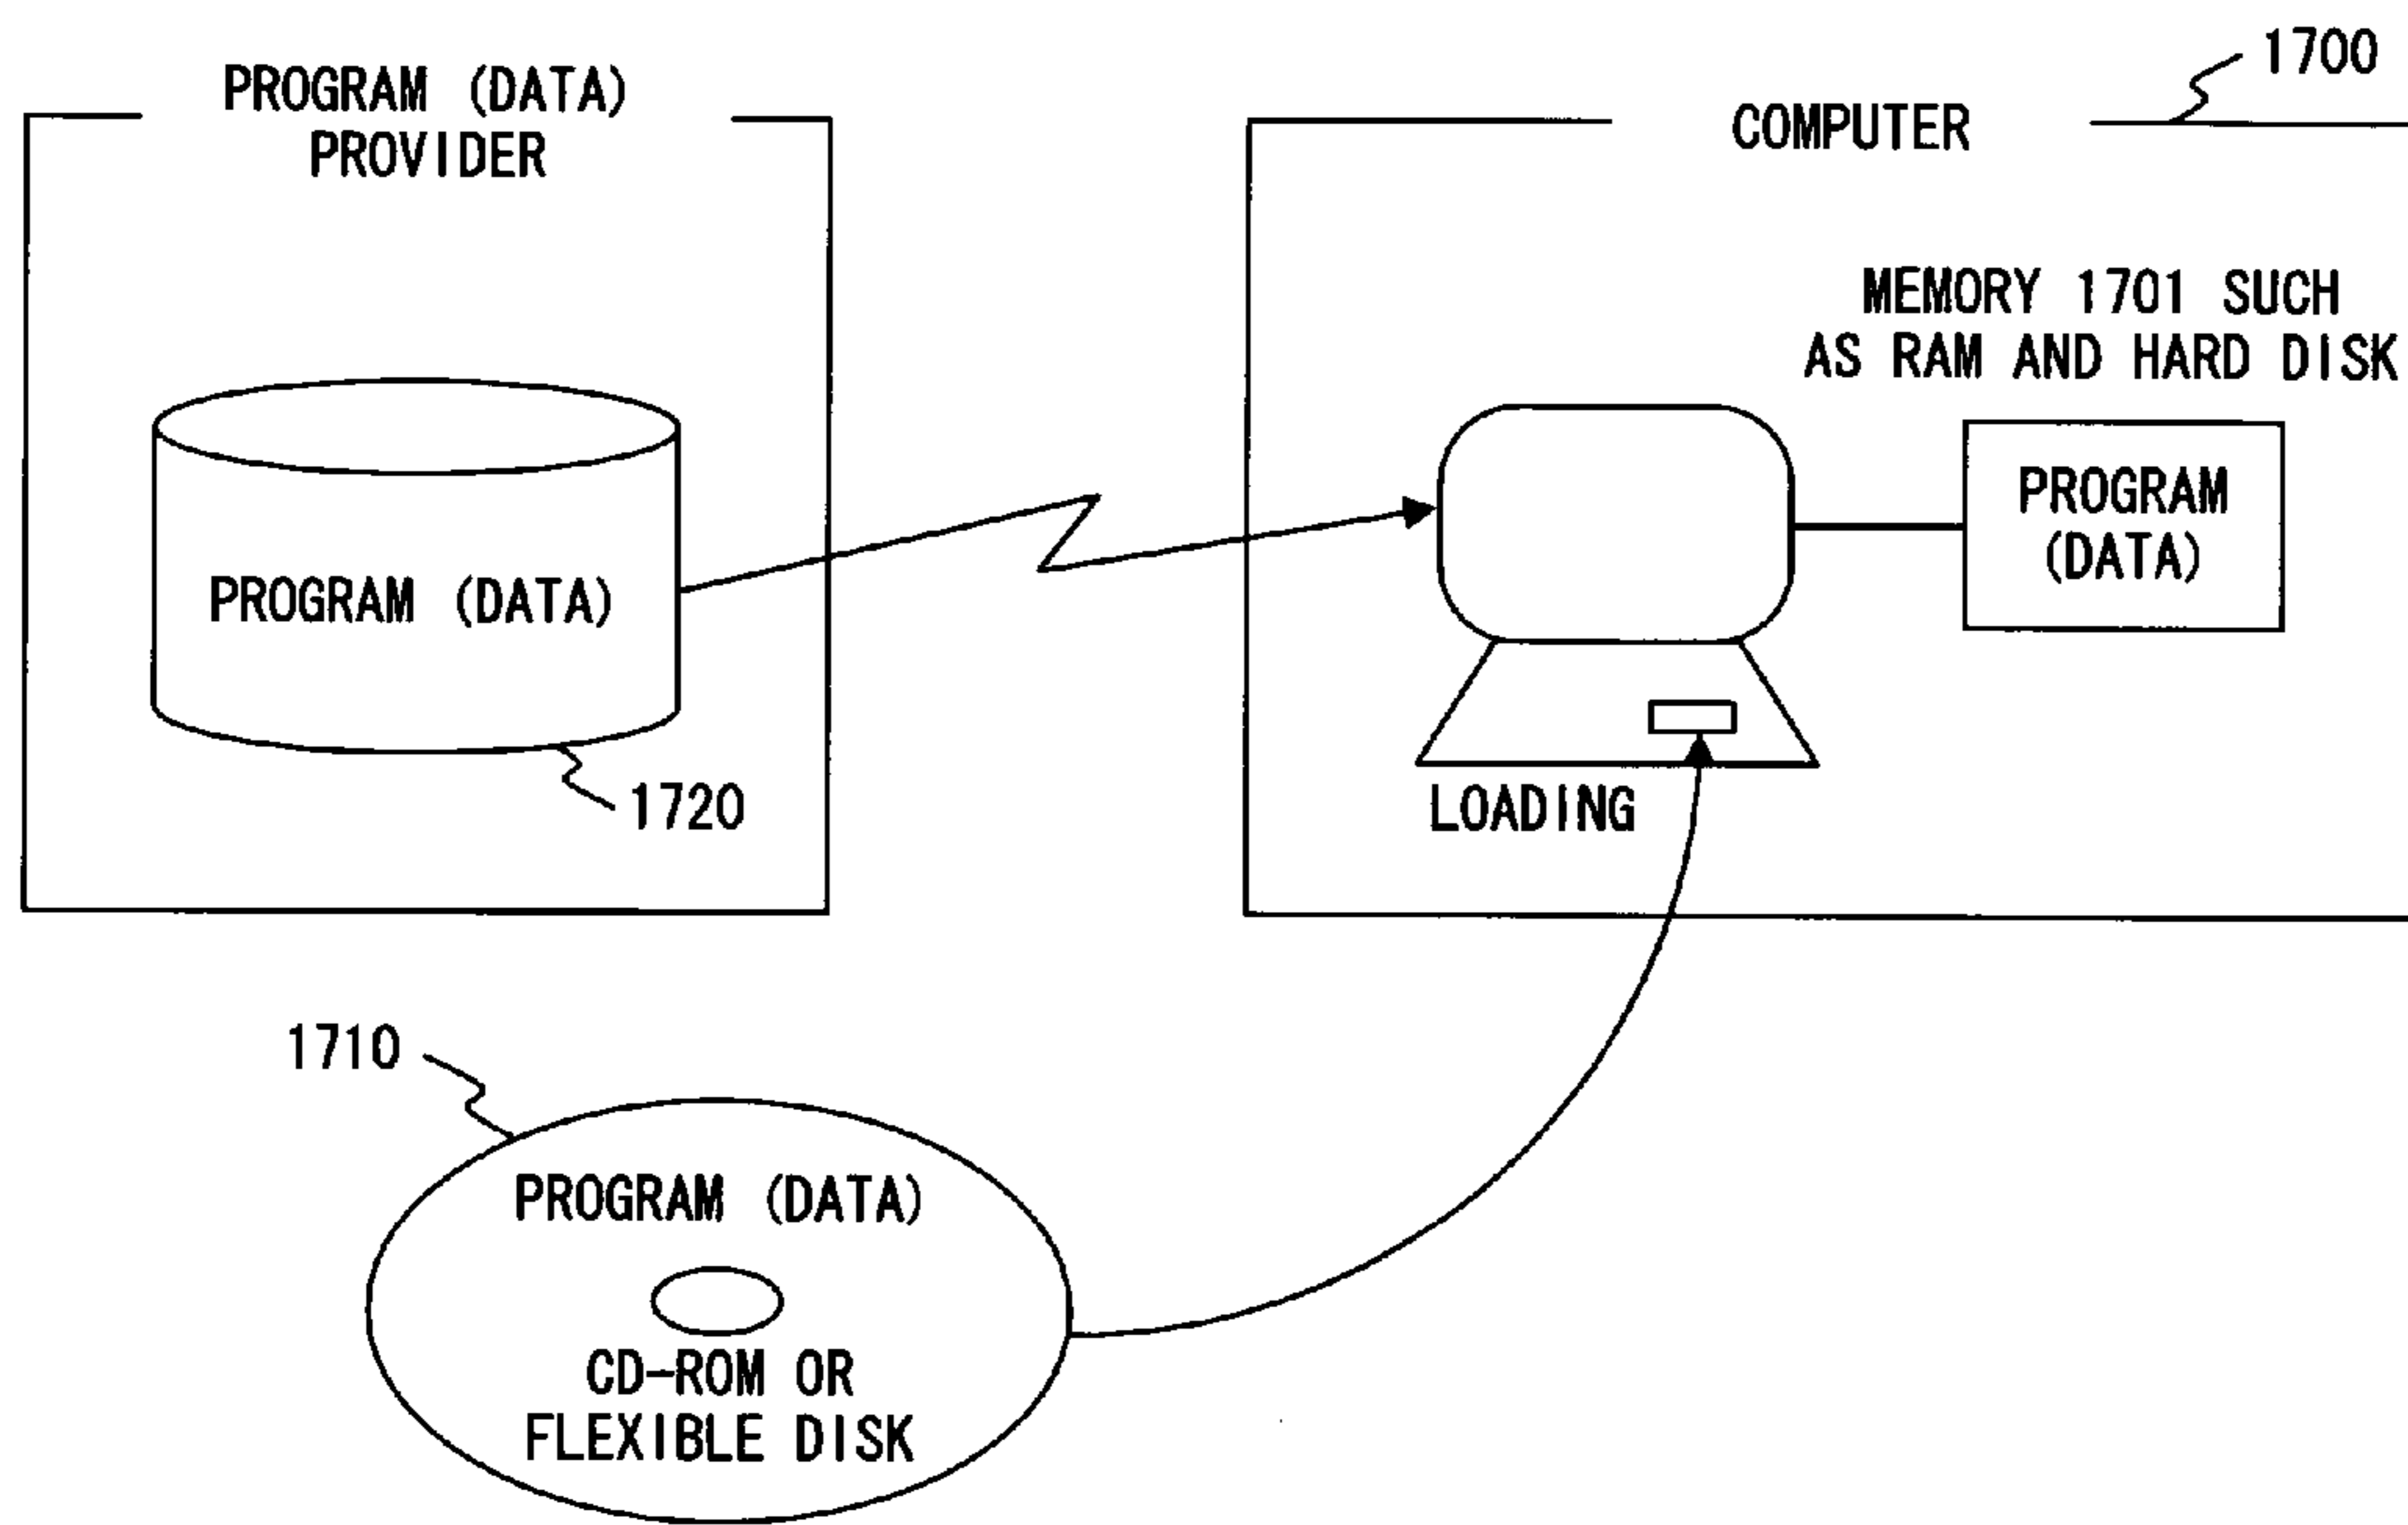 PROGRAM (DATA)
PROVIDER
PROGRAM (DATA)
1720
1700
COMPUTER
MEMORY 1701 SUCH
AS RAM AND HARD DISK
PROGRAM
(DATA)
LOADING
1710
PROGRAM (DATA)
CD-ROM OR
FLEXIBLE DISK